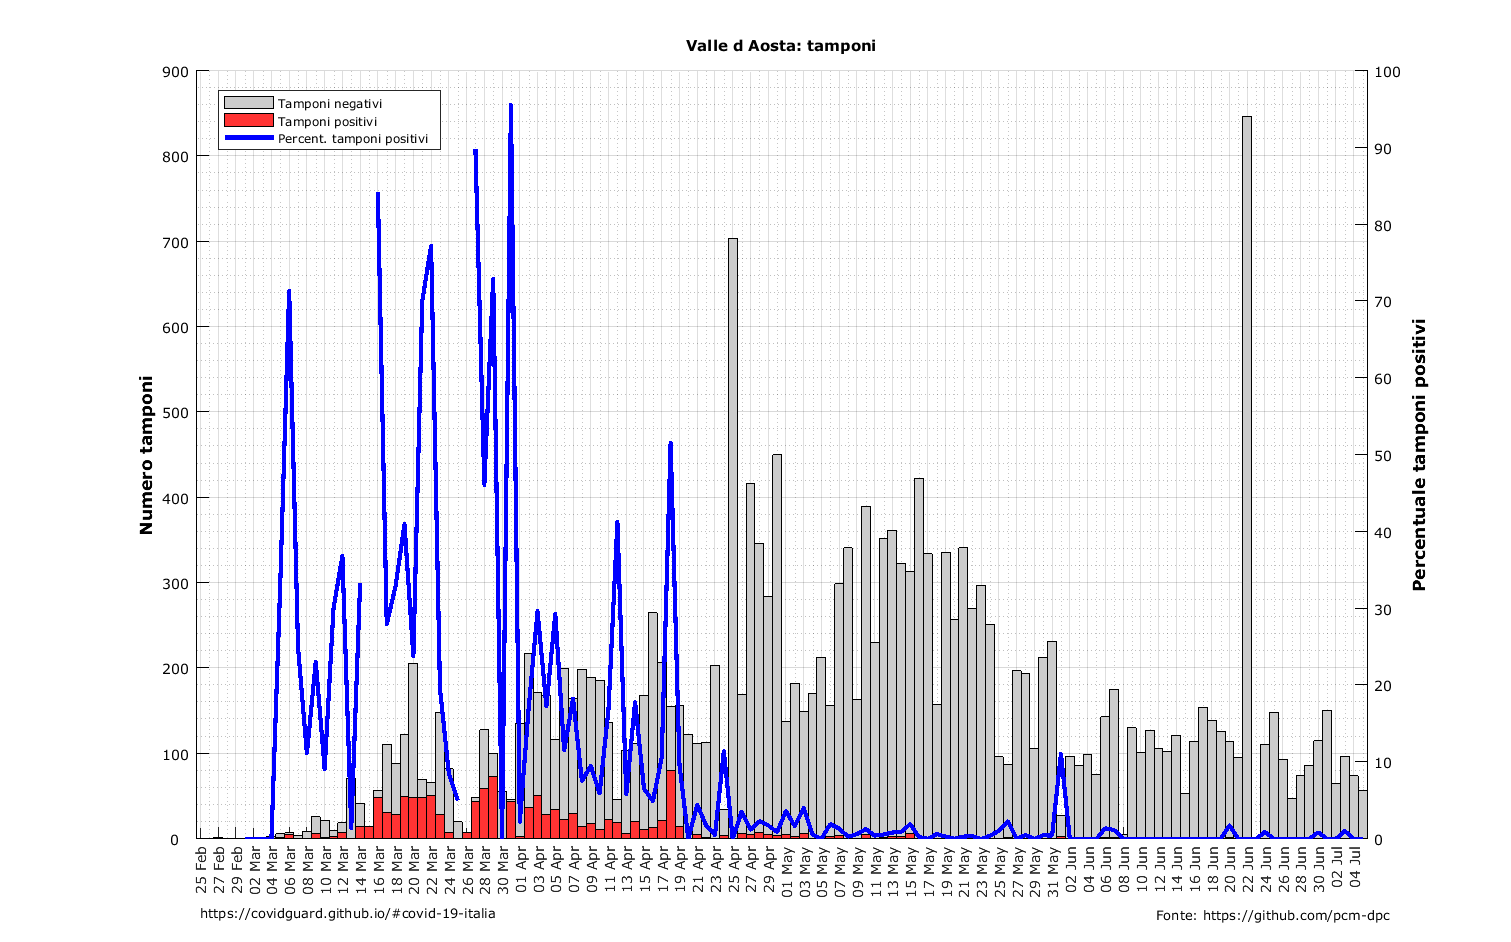 Valle d Aosta: tamponi
Tamponi negativi
Tamponi positivi
Percent. tamponi positivi
Numero tamponi
900
800
700
600
500
400
300
200
100
0
Percentuale tamponi positivi
100
90
80
70
60
50
40
30
20
10
0
25 Feb
27 Feb
29 Feb
02 Mar
04 Mar
06 Mar
08 Mar
10 Mar
12 Mar
14 Mar
16 Mar
18 Mar
20 Mar
22 Mar
24 Mar
26 Mar
28 Mar
30 Mar
01 Apr
03 Apr
05 Apr
07 Apr
09 Apr
11 Apr
13 Apr
15 Apr
17 Apr
19 Apr
21 Apr
23 Apr
25 Apr
27 Apr
29 Apr
01 May
03 May
05 May
07 May
09 May
11 May
13 May
15 May
17 May
19 May
21 May
23 May
25 May
27 May
29 May
31 May
02 Jun
04 Jun
06 Jun
08 Jun
10 Jun
12 Jun
14 Jun
16 Jun
18 Jun
20 Jun
22 Jun
24 Jun
26 Jun
28 Jun
30 Jun
02 Jul
04 Jul
https://covidguard.github.io/#covid-19-italia
Fonte: https://github.com/pcm-dpc